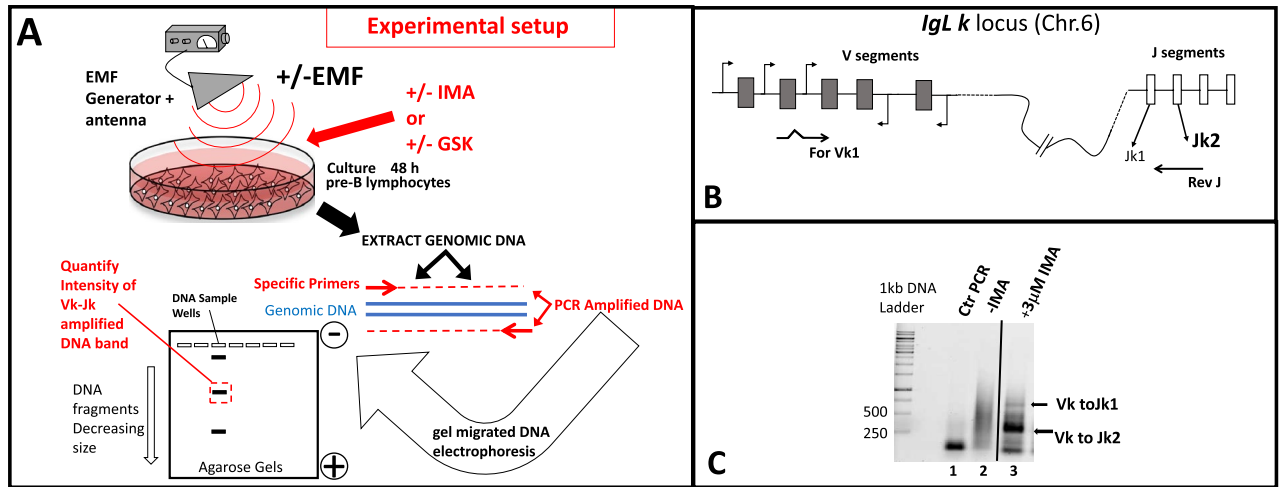 A
Experimental setup
EMF
Generator +
antenna
+/-EMF
+/- IMA
or
+/- GSK
Culture 48 h
pre-B lymphocytes
EXTRACT GENOMIC DNA
Quantify
Intensity of
Vk-Jk
amplified
DNA band
DNA Sample
Wells
Specific Primers
Genomic DNA
PCR Amplified DNA
−
DNA
fragments
Decreasing
size
gel migrated DNA
electrophoresis
Agarose Gels
+
IgL k locus (Chr.6)
V segments
J segments
For Vk1
Jk1
Jk2
Rev J
B
1kb DNA
Ladder
Ctr PCR
-IMA
+3µM IMA
500
250
Vk toJk1
Vk to Jk2
C
1 2 3